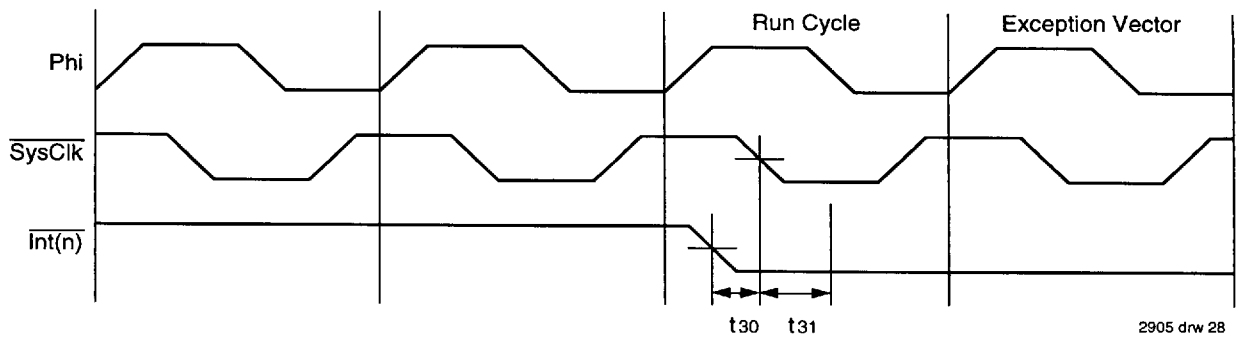 Run Cycle
Exception Vector
Phi
SysClk
Int(n)
t30
t31
2905 drw 28